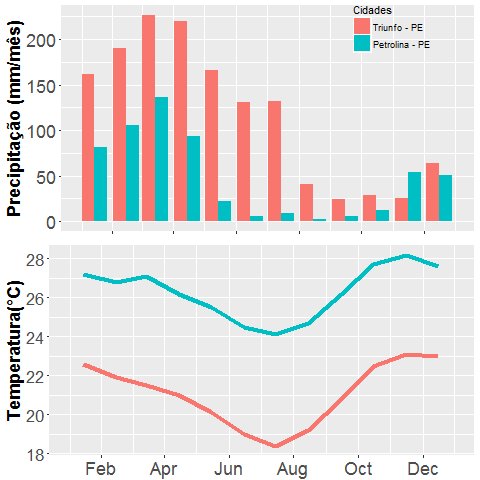 Cidades
Triunfo - PE
Petrolina - PE
Precipitação (mm/mês)
200
150
100
50
0
Temperatura(°C)
28
26
24
22
20
18
Feb Apr Jun Aug Oct Dec